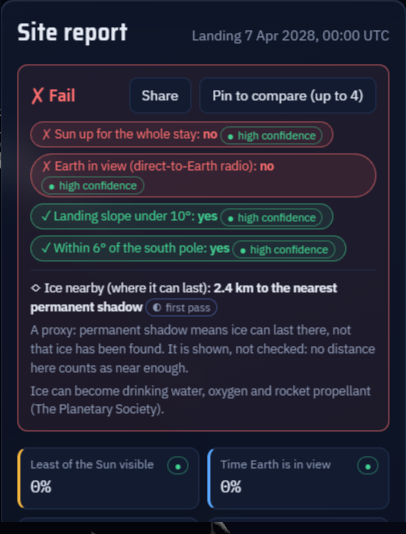 Site report
Landing 7 Apr 2028, 00:00 UTC
✗ Fail
Share
Pin to compare (up to 4)
✗ Sun up for the whole stay: no ● high confidence
✗ Earth in view (direct-to-Earth radio): no
● high confidence
✓ Landing slope under 10°: yes ● high confidence
✓ Within 6° of the south pole: yes ● high confidence
◇ Ice nearby (where it can last): 2.4 km to the nearest
permanent shadow ◐ first pass
A proxy: permanent shadow means ice can last there, not
that ice has been found. It is shown, not checked: no distance
here counts as near enough.
Ice can become drinking water, oxygen and rocket propellant
(The Planetary Society).
Least of the Sun visible ●
0%
Time Earth is in view ●
0%